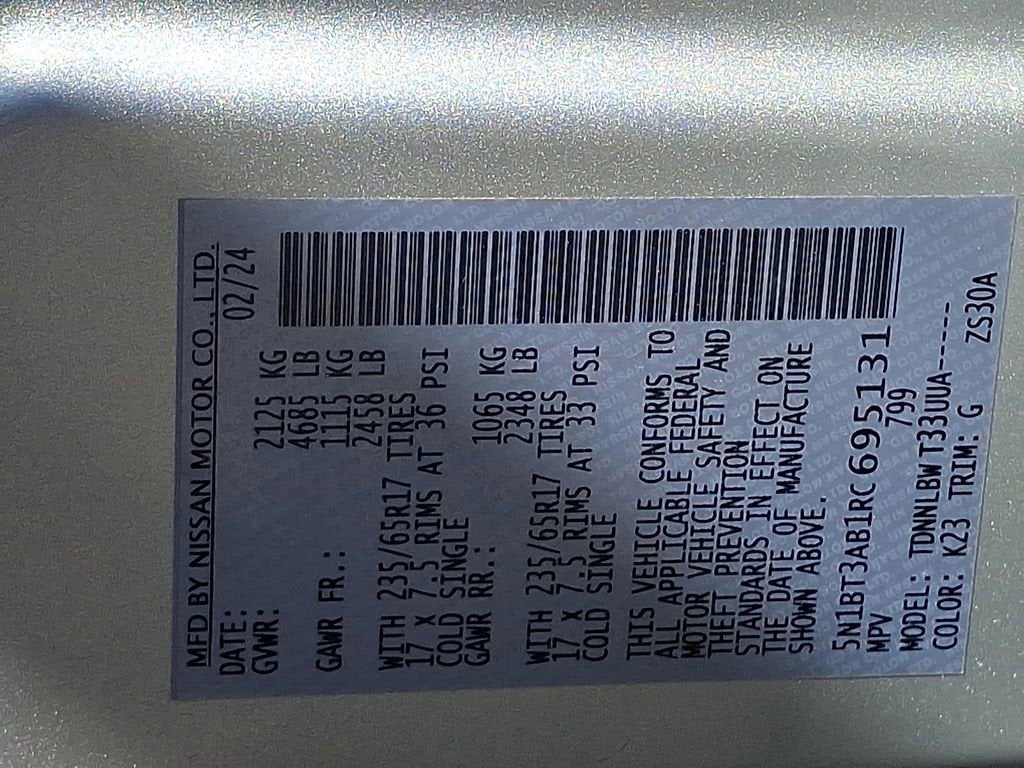 MFD BY NISSAN MOTOR CO., LTD.
DATE: 02/24
GVWR: 2125 KG
4685 LB
GAWR FR.: 1115 KG
2458 LB
WITH 235/65R17 TIRES
17 X 7.5 RIMS AT 36 PSI
COLD SINGLE
GAWR RR.: 1065 KG
2348 LB
WITH 235/65R17 TIRES
17 X 7.5 RIMS AT 33 PSI
COLD SINGLE
THIS VEHICLE CONFORMS TO
ALL APPLICABLE FEDERAL
MOTOR VEHICLE SAFETY AND
THEFT PREVENTION
STANDARDS IN EFFECT ON
THE DATE OF MANUFACTURE
SHOWN ABOVE.
5N1BT3AB1RC695131
MPV 799
MODEL: TDNNLBWT33UUA-----
COLOR: K23 TRIM: G ZS30A